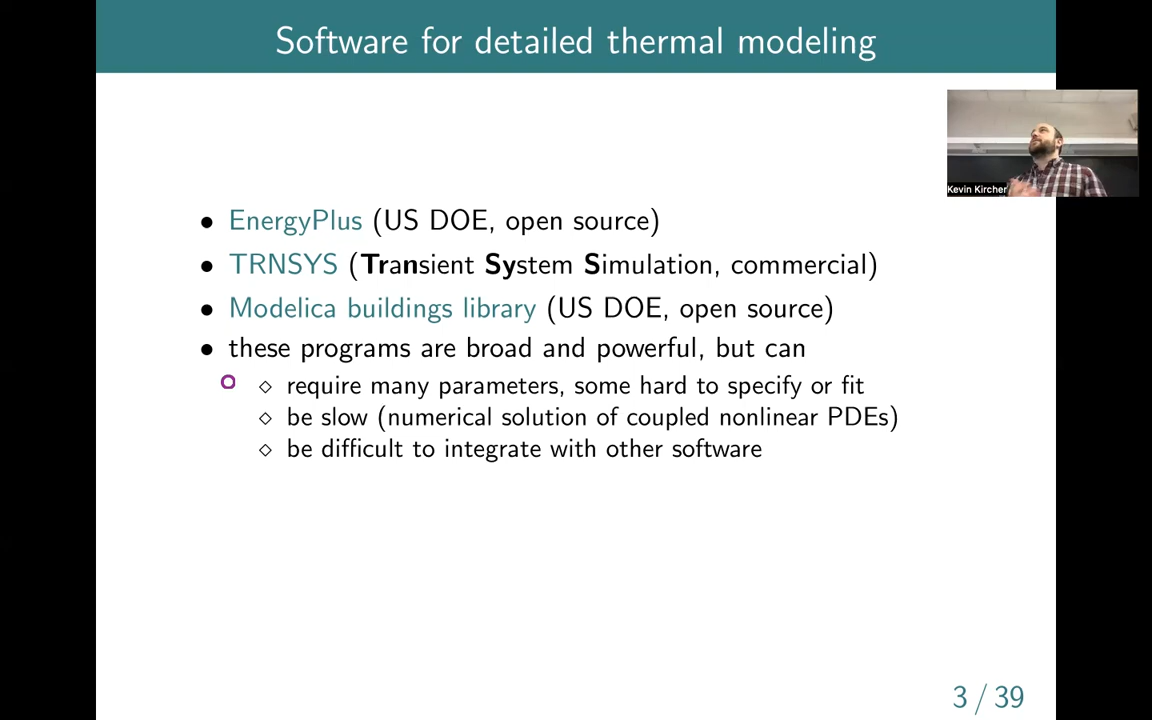 Software for detailed thermal modeling
Kevin Kircher
• EnergyPlus (US DOE, open source)
• TRNSYS (Transient System Simulation, commercial)
• Modelica buildings library (US DOE, open source)
• these programs are broad and powerful, but can
⋄ require many parameters, some hard to specify or fit
⋄ be slow (numerical solution of coupled nonlinear PDEs)
⋄ be difficult to integrate with other software
3 / 39